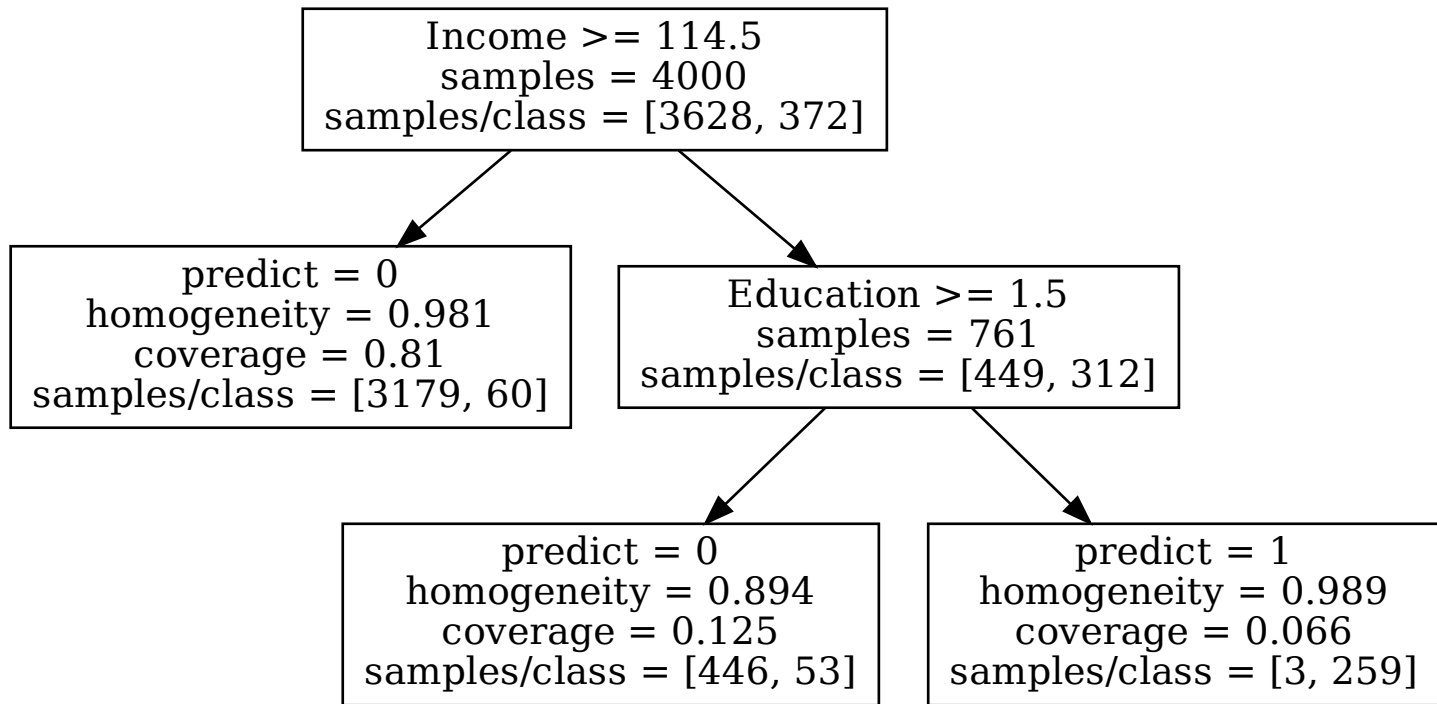 Income >= 114.5
samples = 4000
samples/class = [3628, 372]
predict = 0
homogeneity = 0.981
coverage = 0.81
samples/class = [3179, 60]
Education >= 1.5
samples = 761
samples/class = [449, 312]
predict = 0
homogeneity = 0.894
coverage = 0.125
samples/class = [446, 53]
predict = 1
homogeneity = 0.989
coverage = 0.066
samples/class = [3, 259]